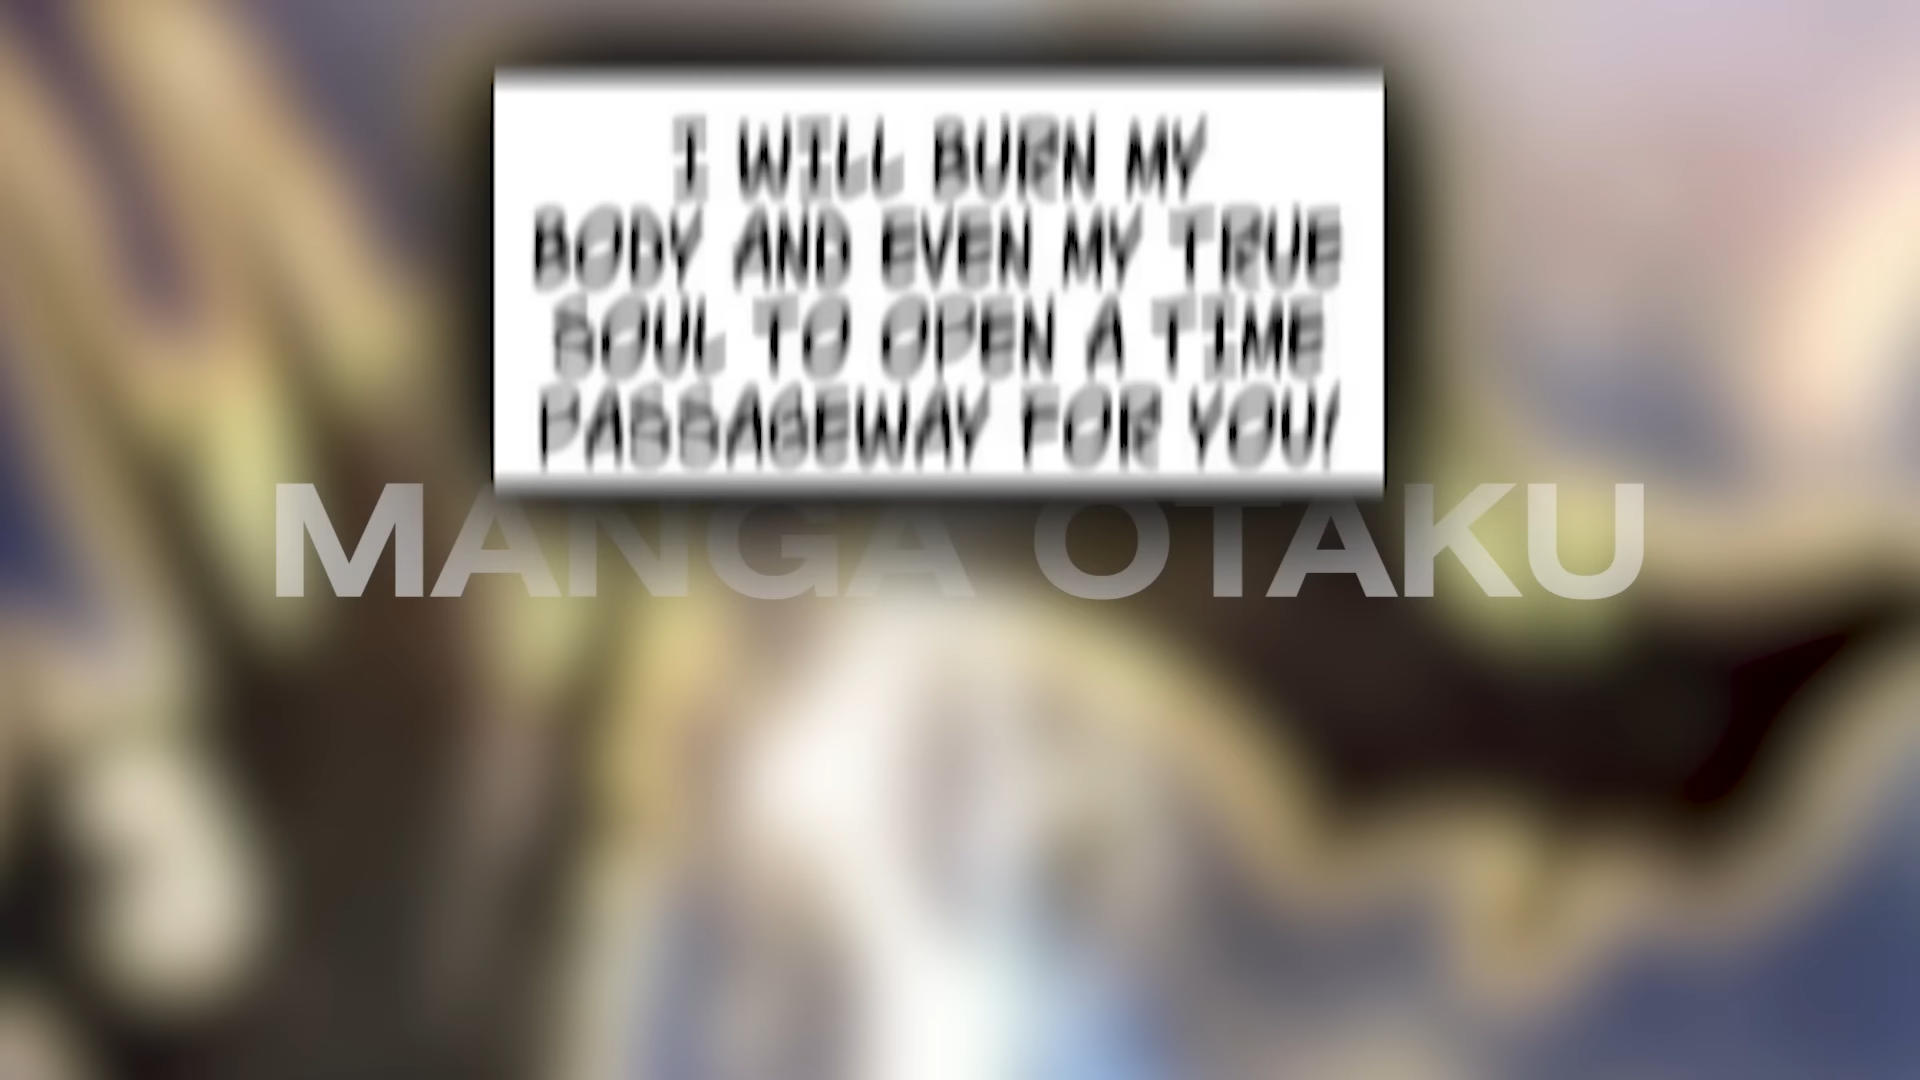 I WILL BURN MY
BODY AND EVEN MY TRUE
SOUL TO OPEN A TIME
PASSAGEWAY FOR YOU!
MANGA OTAKU